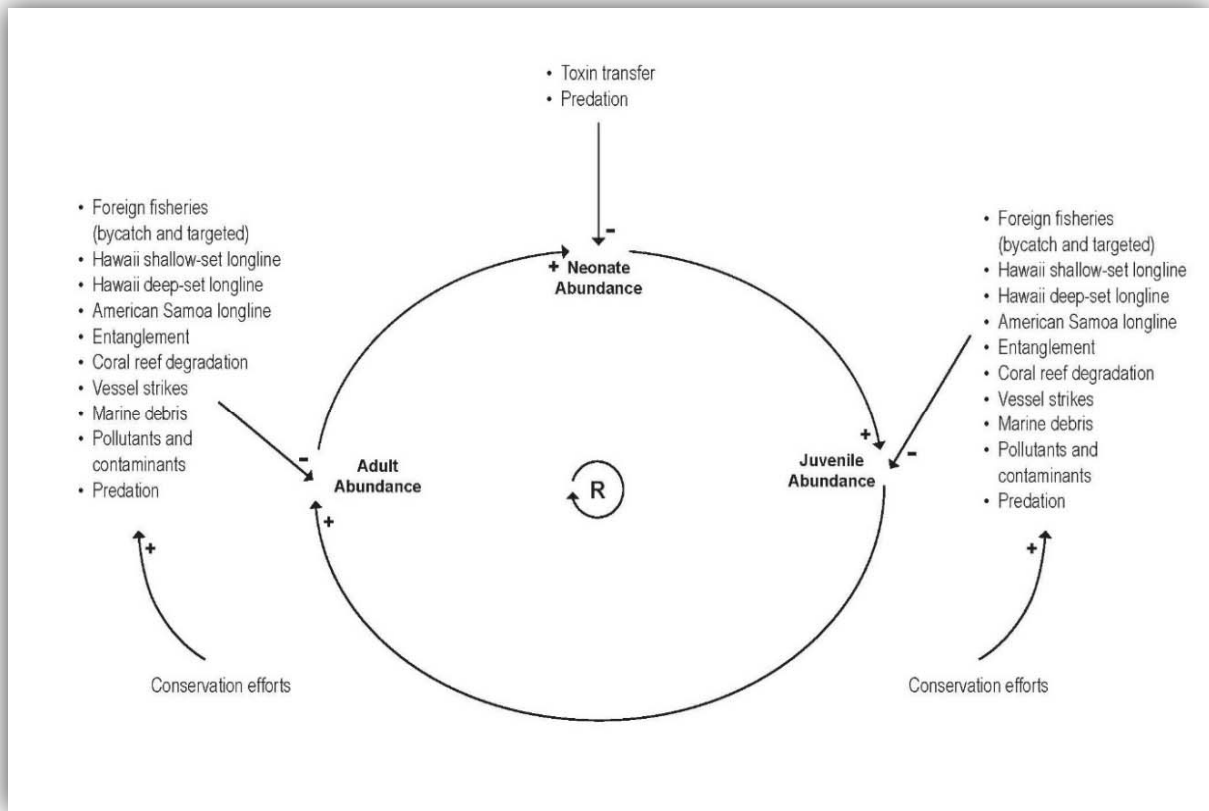 • Toxin transfer
• Predation
-
+ Neonate
Abundance
• Foreign fisheries
(bycatch and targeted)
• Hawaii shallow-set longline
• Hawaii deep-set longline
• American Samoa longline
• Entanglement
• Coral reef degradation
• Vessel strikes
• Marine debris
• Pollutants and
contaminants
• Predation
-
Adult
Abundance
+
R
+
Juvenile
Abundance
-
• Foreign fisheries
(bycatch and targeted)
• Hawaii shallow-set longline
• Hawaii deep-set longline
• American Samoa longline
• Entanglement
• Coral reef degradation
• Vessel strikes
• Marine debris
• Pollutants and
contaminants
• Predation
+
Conservation efforts
+
Conservation efforts